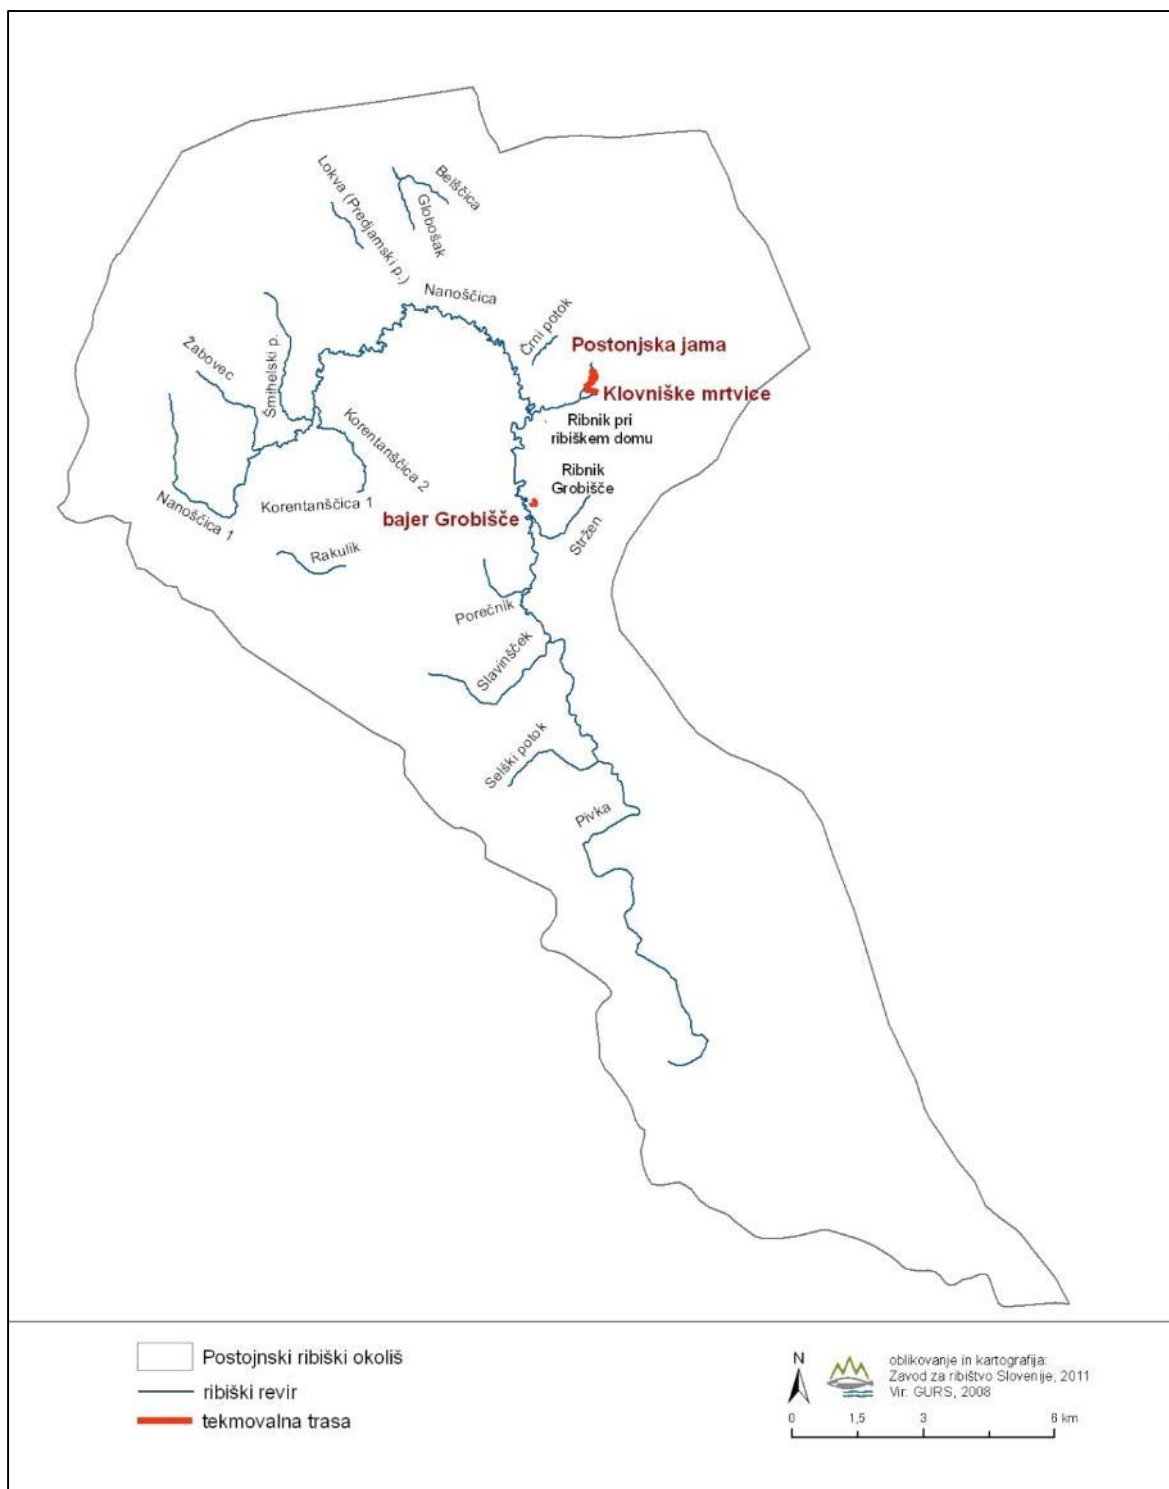 Belščica
Lokva (Predjamski p.)
Globošak
Nanoščica
Črni potok
Postonjska jama
Žabovec
Šmihelski p.
Klovniške mrtvice
Korentanščica 2
Ribnik pri
ribiškem domu
Ribnik
Grobišče
Nanoščica 1
Korentanščica 1
bajer Grobišče
Stržen
Rakulik
Porečnik
Slavinšček
Selški potok
Pivka
Postojnski ribiški okoliš
ribiški revir
tekmovalna trasa
N
oblikovanje in kartografija:
Zavod za ribištvo Slovenije, 2011
Vir: GURS, 2008
0 1,5 3 6 km